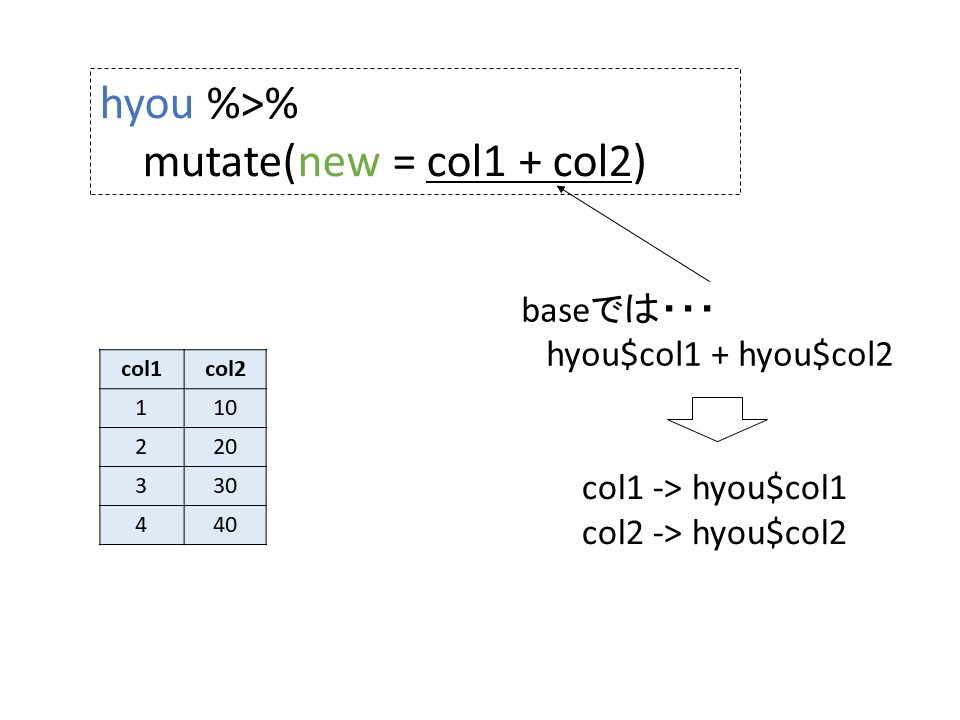 hyou %>%
mutate(new = col1 + col2)
baseでは・・・
hyou$col1 + hyou$col2
col1 col2
1 10
2 20
3 30
4 40
col1 -> hyou$col1
col2 -> hyou$col2